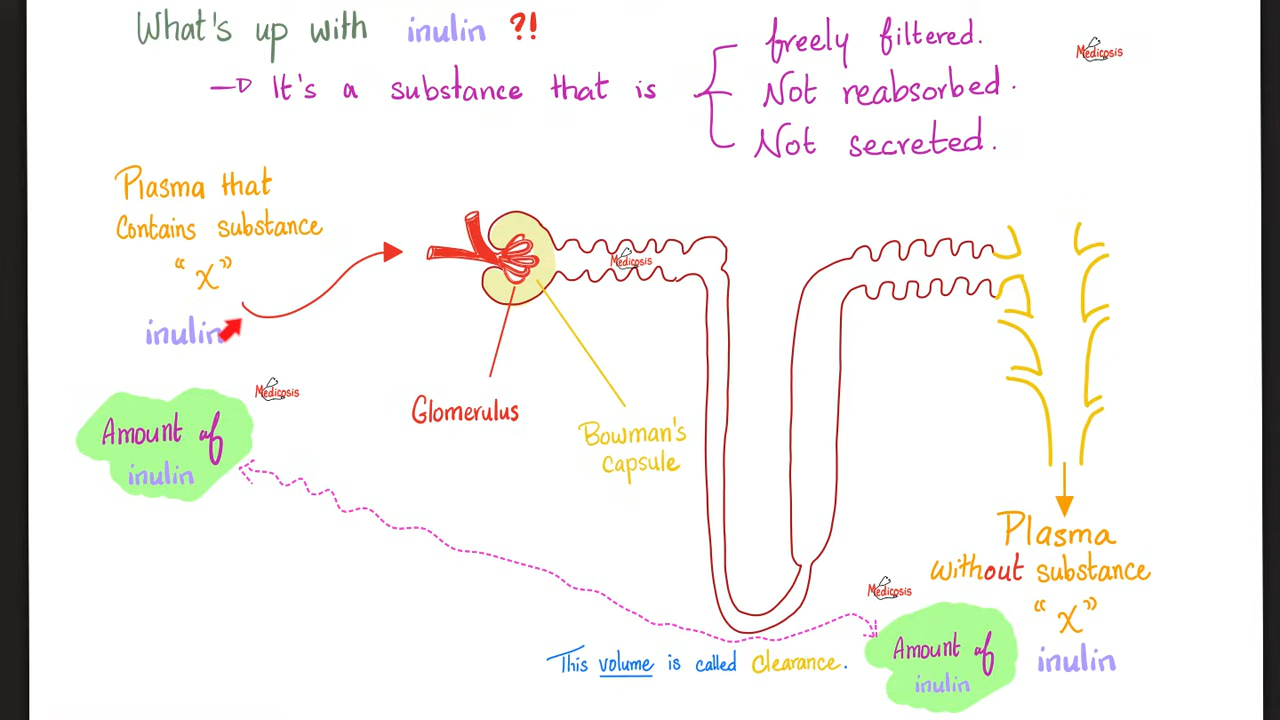 What's up with inulin ?!
It's a substance that is
freely filtered.
Not reabsorbed.
Not secreted.
Medicosis
Plasma that
Contains substance
"x"
inulin
Medicosis
Medicosis
Amount of
inulin
Glomerulus
Bowman's
capsule
Plasma
without substance
"x"
inulin
Medicosis
Amount of
inulin
This volume is called Clearance.